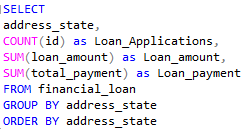 SELECT
address_state,
COUNT(id) as Loan_Applications,
SUM(loan_amount) as Loan_amount,
SUM(total_payment) as Loan_payment
FROM financial_loan
GROUP BY address_state
ORDER BY address_state